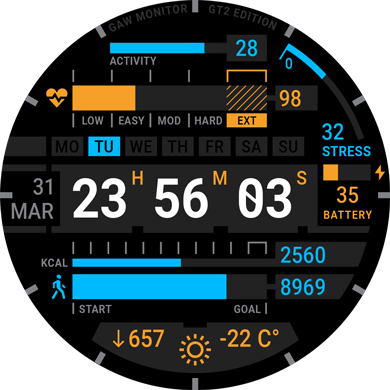 GAW MONITOR GT2 EDITION
28
0
ACTIVITY
98
LOW EASY MOD HARD EXT
32
STRESS
MO TU WE TH FR SA SU
31
MAR
23 H 56 M 03 S
35
BATTERY
KCAL
2560
8969
START GOAL
↓657 -22 C°